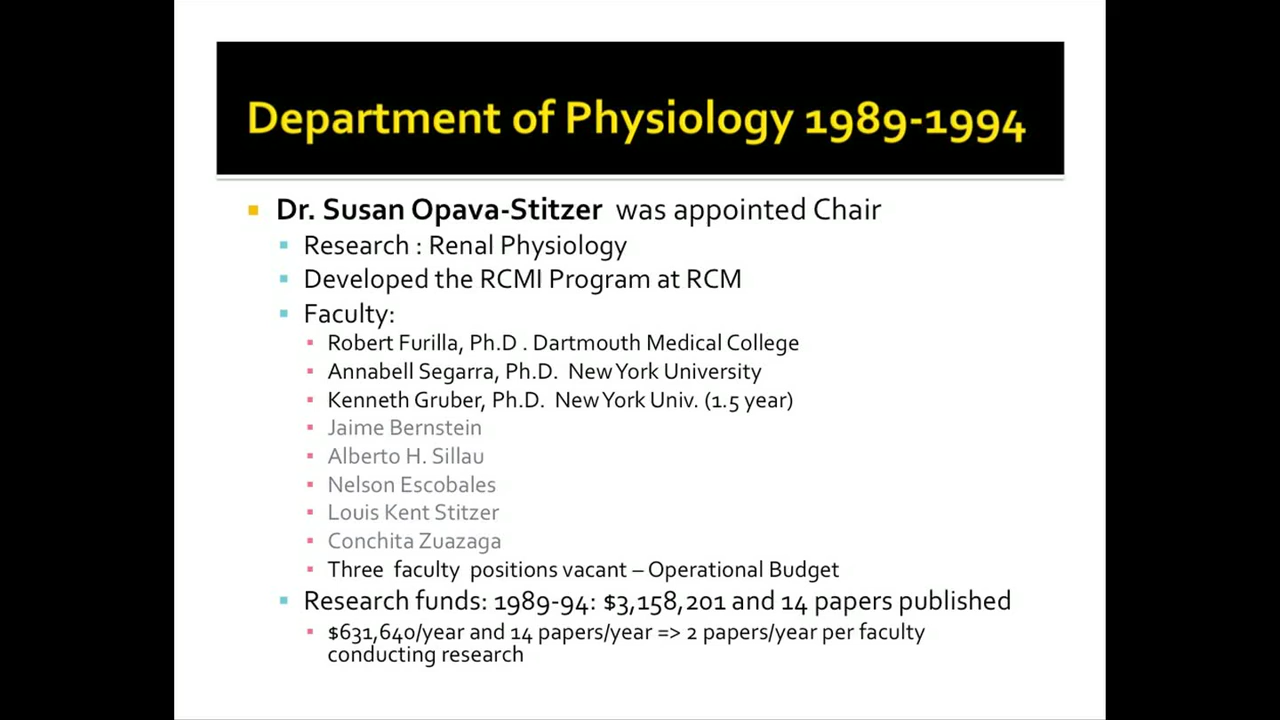 Department of Physiology 1989-1994
Dr. Susan Opava-Stitzer was appointed Chair
Research : Renal Physiology
Developed the RCMI Program at RCM
Faculty:
Robert Furilla, Ph.D . Dartmouth Medical College
Annabell Segarra, Ph.D. New York University
Kenneth Gruber, Ph.D. New York Univ. (1.5 year)
Jaime Bernstein
Alberto H. Sillau
Nelson Escobales
Louis Kent Stitzer
Conchita Zuazaga
Three faculty positions vacant – Operational Budget
Research funds: 1989-94: $3,158,201 and 14 papers published
$631,640/year and 14 papers/year => 2 papers/year per faculty
conducting research